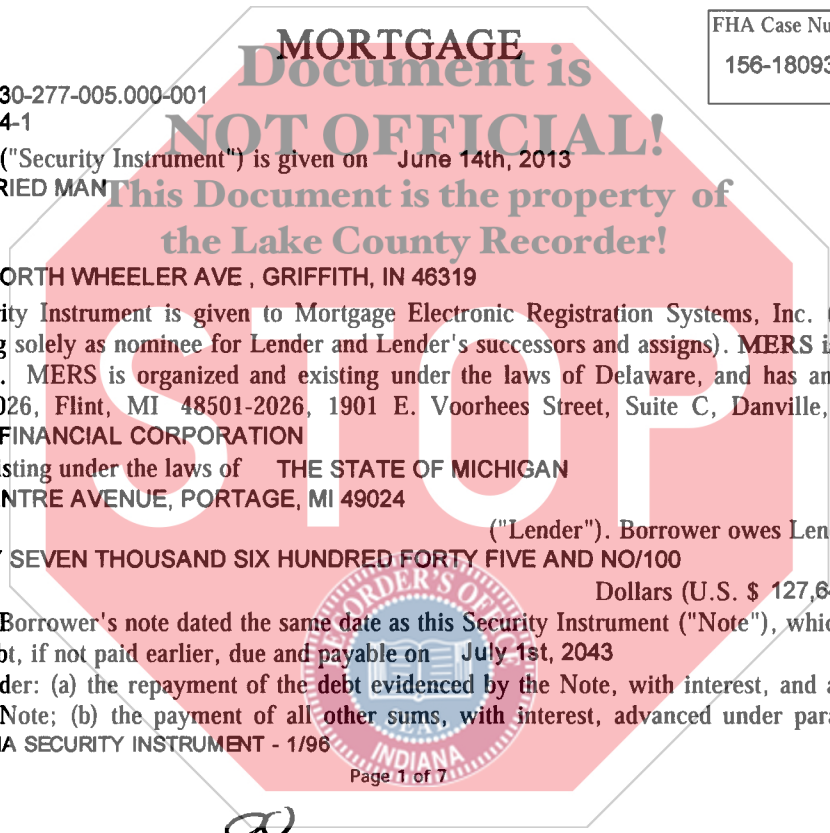 MORTGAGE
FHA Case Nu
156-18093
Document is
30-277-005.000-001
4-1
NOT OFFICIAL!
("Security Instrument") is given on June 14th, 2013
RIED MAN
This Document is the property of
the Lake County Recorder!
ORTH WHEELER AVE , GRIFFITH, IN 46319
ity Instrument is given to Mortgage Electronic Registration Systems, Inc. (
g solely as nominee for Lender and Lender's successors and assigns). MERS is
. MERS is organized and existing under the laws of Delaware, and has an
026, Flint, MI 48501-2026, 1901 E. Voorhees Street, Suite C, Danville,
FINANCIAL CORPORATION
isting under the laws of THE STATE OF MICHIGAN
NTRE AVENUE, PORTAGE, MI 49024
STOP
("Lender"). Borrower owes Len
Y SEVEN THOUSAND SIX HUNDRED FORTY FIVE AND NO/100
Dollars (U.S. $ 127,64
Borrower's note dated the same date as this Security Instrument ("Note"), whic
bt, if not paid earlier, due and payable on July 1st, 2043
der: (a) the repayment of the debt evidenced by the Note, with interest, and a
Note; (b) the payment of all other sums, with interest, advanced under para
A SECURITY INSTRUMENT - 1/96
RECORDER'S OFFICE
SEAL
INDIANA
Page 1 of 7